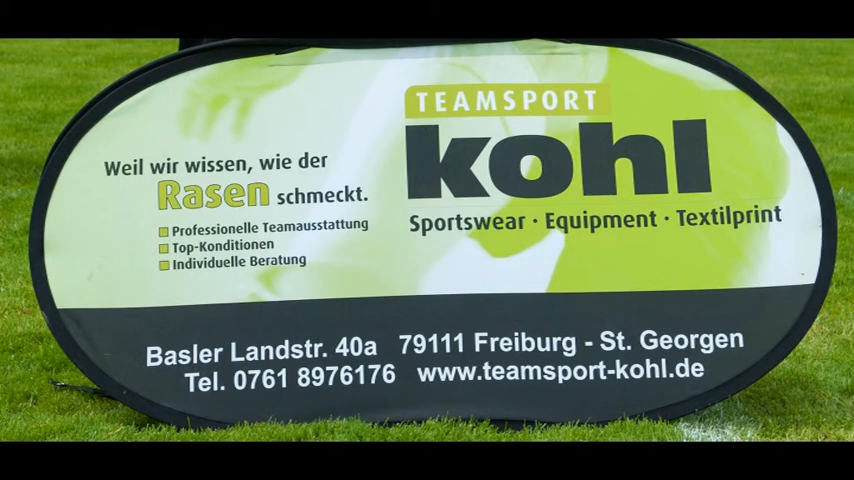 Weil wir wissen, wie der
Rasen schmeckt.
Professionelle Teamausstattung
Top-Konditionen
Individuelle Beratung
TEAMSPORT
kohl
Sportswear · Equipment · Textilprint
Basler Landstr. 40a 79111 Freiburg - St. Georgen
Tel. 0761 8976176 www.teamsport-kohl.de